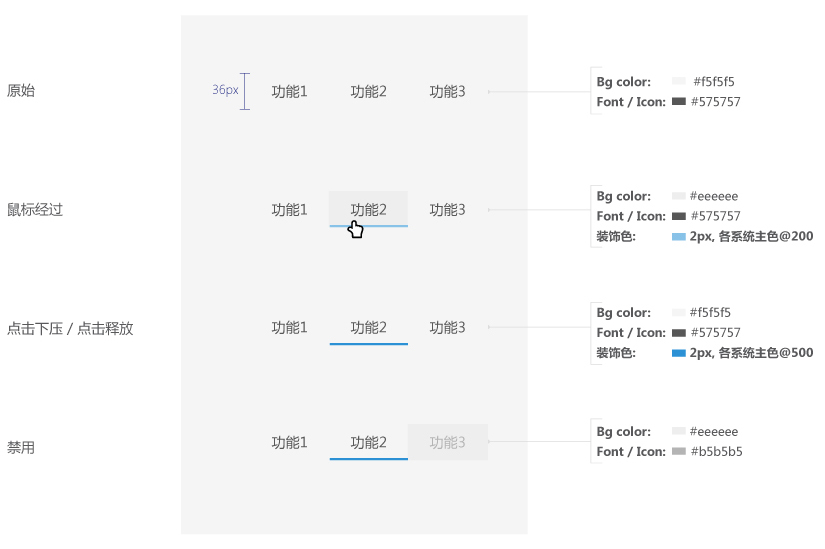 原始
36px
功能1 功能2 功能3
Bg color: #f5f5f5
Font / Icon: #575757
鼠标经过
功能1 功能2 功能3
Bg color: #eeeeee
Font / Icon: #575757
装饰色: 2px, 各系统主色@200
点击下压 / 点击释放
功能1 功能2 功能3
Bg color: #f5f5f5
Font / Icon: #575757
装饰色: 2px, 各系统主色@500
禁用
功能1 功能2 功能3
Bg color: #eeeeee
Font / Icon: #b5b5b5